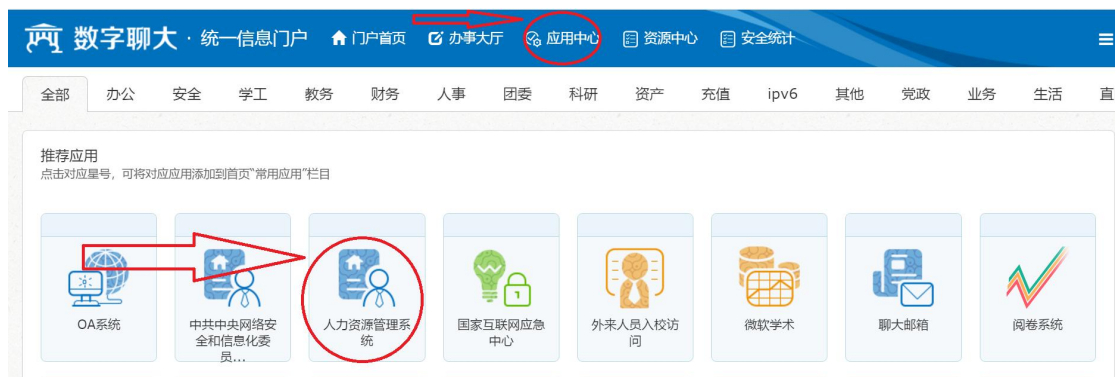 数字聊大 · 统一信息门户 门户首页 办事大厅 应用中心 资源中心 安全统计
全部 办公 安全 学工 教务 财务 人事 团委 科研 资产 充值 ipv6 其他 党政 业务 生活 直
推荐应用
点击对应星号，可将对应应用添加到首页“常用应用”栏目
OA系统
中共中央网络安
全和信息化委
员...
人力资源管理系
统
国家互联网应急
中心
外来人员入校访
问
微软学术
聊大邮箱
阅卷系统